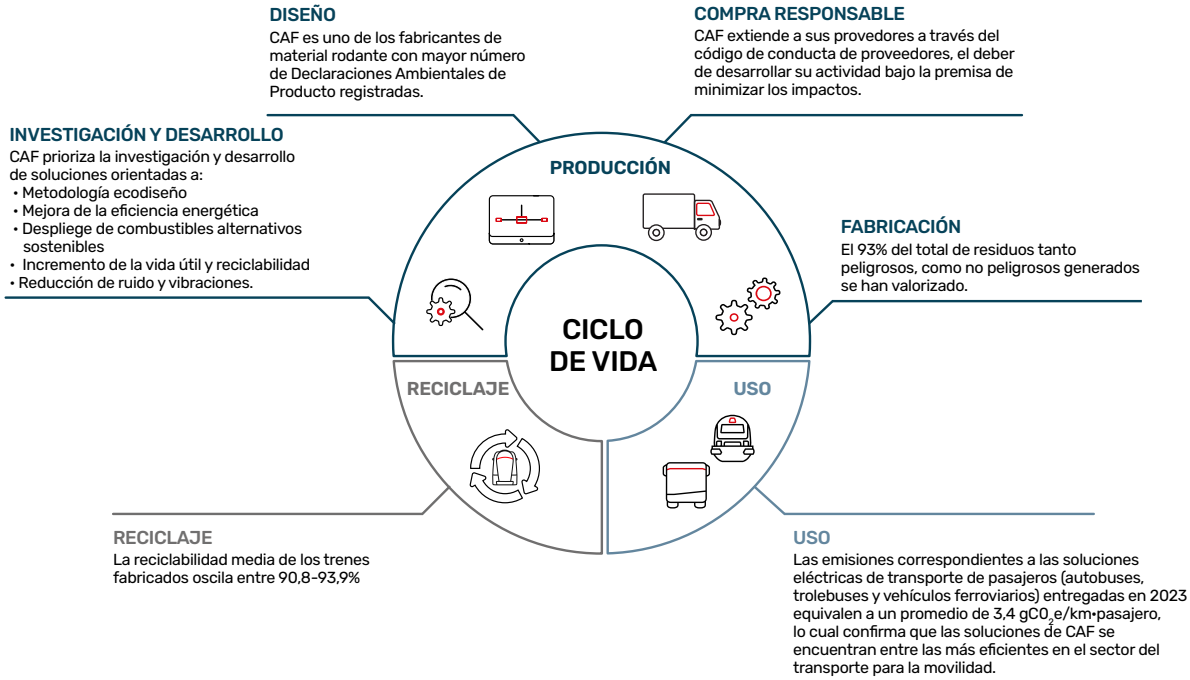 DISEÑO
CAF es uno de los fabricantes de
material rodante con mayor número
de Declaraciones Ambientales de
Producto registradas.
COMPRA RESPONSABLE
CAF extiende a sus provedores a través del
código de conducta de proveedores, el deber
de desarrollar su actividad bajo la premisa de
minimizar los impactos.
INVESTIGACIÓN Y DESARROLLO
CAF prioriza la investigación y desarrollo
de soluciones orientadas a:
• Metodología ecodiseño
• Mejora de la eficiencia energética
• Despliege de combustibles alternativos
sostenibles
• Incremento de la vida útil y reciclabilidad
• Reducción de ruido y vibraciones.
PRODUCCIÓN
FABRICACIÓN
El 93% del total de residuos tanto
peligrosos, como no peligrosos generados
se han valorizado.
CICLO
DE VIDA
RECICLAJE
USO
RECICLAJE
La reciclabilidad media de los trenes
fabricados oscila entre 90,8-93,9%
USO
Las emisiones correspondientes a las soluciones
eléctricas de transporte de pasajeros (autobuses,
trolebuses y vehículos ferroviarios) entregadas en 2023
equivalen a un promedio de 3,4 gCO₂e/km•pasajero,
lo cual confirma que las soluciones de CAF se
encuentran entre las más eficientes en el sector del
transporte para la movilidad.